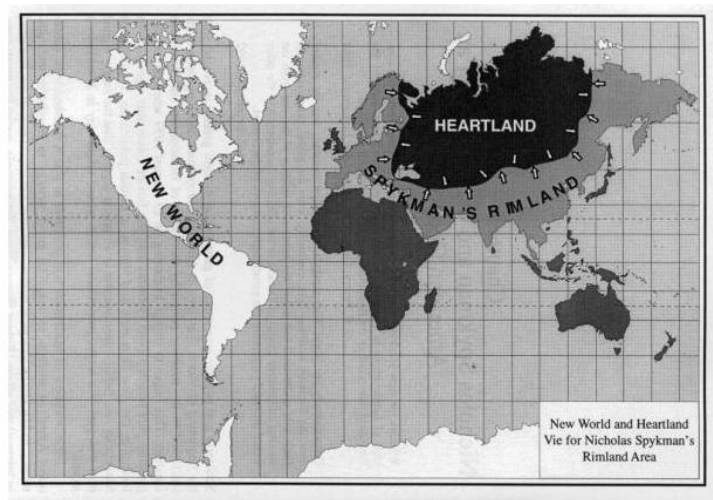 HEARTLAND
NEW WORLD
SPYKMAN'S RIMLAND
New World and Heartland
Vie for Nicholas Spykman's
Rimland Area